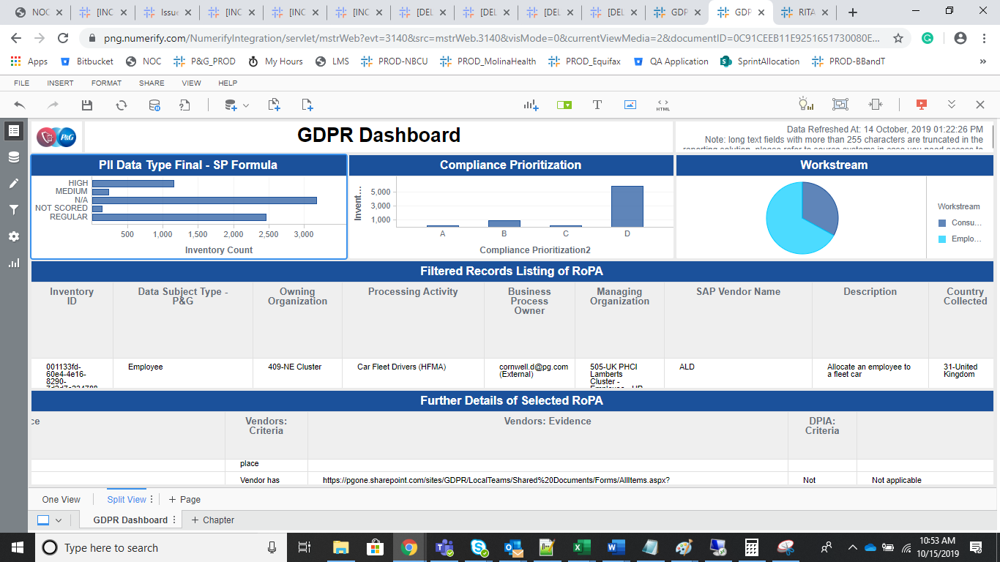 NOC
[INC
Issue
[INC
[INC
[INC
[DEL
[DEL
[DEL
[DEL
GDP
GDP
RITA
png.numerify.com/NumerifyIntegration/servlet/mstrWeb?evt=3140&src=mstrWeb.3140&visMode=0&currentViewMedia=2&documentID=0C91CEEB11E9251651730080E...
Apps Bitbucket NOC P&G_PROD My Hours LMS PROD-NBCU PROD_MolinaHealth PROD_Equifax QA Application SprintAllocation PROD-BBandT »
FILE INSERT FORMAT SHARE VIEW HELP
HTML
P&G
GDPR Dashboard
Data Refreshed At: 14 October, 2019 01:22:26 PM
Note: long text fields with more than 255 characters are truncated in the
reporting solution, please refer to source systems in case you need access to
PII Data Type Final - SP Formula
HIGH
MEDIUM
N/A
NOT SCORED
REGULAR
500 1,000 1,500 2,000 2,500 3,000
Inventory Count
Compliance Prioritization
Invent...
5,000
3,000
1,000
A B C D
Compliance Prioritization2
Workstream
Workstream
Consu...
Emplo...
Filtered Records Listing of RoPA
Inventory
ID
Data Subject Type -
P&G
Owning
Organization
Processing Activity
Business
Process
Owner
Managing
Organization
SAP Vendor Name
Description
Country
Collected
001133fd-
60e4-4e16-
8290-
Employee
409-NE Cluster
Car Fleet Drivers (HFMA)
cornwell.d@pg.com
(External)
505-UK PHCI
Lamberts
Cluster -
ALD
Allocate an employee to
a fleet car
31-United
Kingdom
Further Details of Selected RoPA
ce
Vendors:
Criteria
Vendors: Evidence
DPIA:
Criteria
place
Vendor has
https://pgone.sharepoint.com/sites/GDPR/LocalTeams/Shared%20Documents/Forms/AllItems.aspx?
Not
Not applicable
One View Split View + Page
GDPR Dashboard + Chapter
Type here to search
10:53 AM
10/15/2019